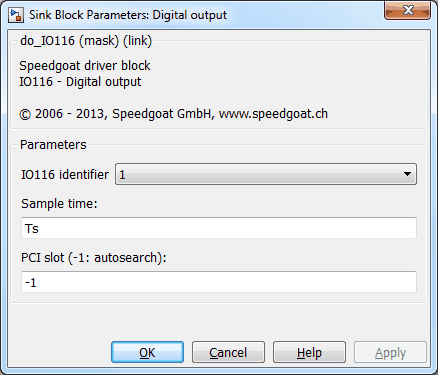 Sink Block Parameters: Digital output
do_IO116 (mask) (link)
Speedgoat driver block
IO116 - Digital output
© 2006 - 2013, Speedgoat GmbH, www.speedgoat.ch
Parameters
IO116 identifier 1
Sample time:
Ts
PCI slot (-1: autosearch):
-1
OK Cancel Help Apply